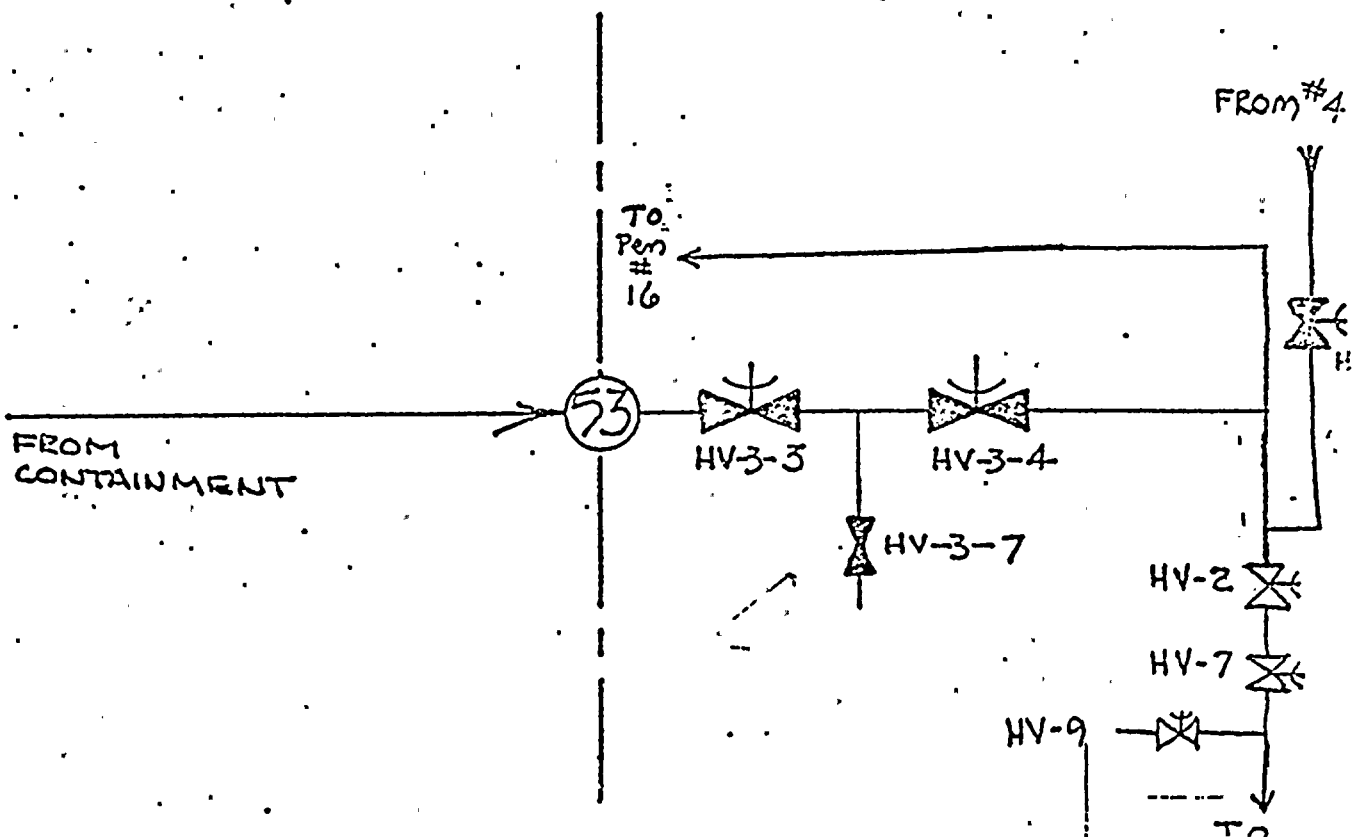 FROM #4
TO
Pen
#
16
H
53
FROM
CONTAINMENT
HV-3-3
HV-3-4
HV-3-7
HV-2
HV-7
HV-9
TO